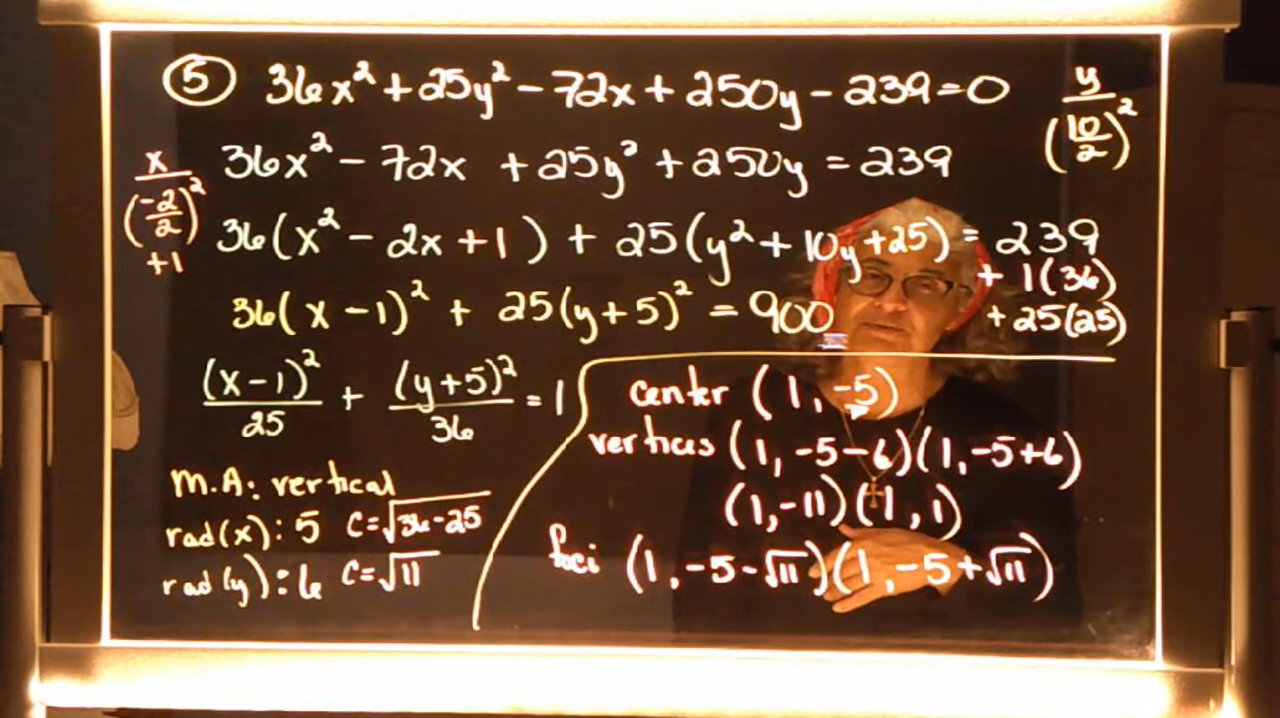 ⑤ 36x² + 25y² - 72x + 250y - 239 = 0
y
(10/2)²
36x² - 72x + 25y² + 250y = 239
x
(-2/2)²
+1
36(x² - 2x + 1) + 25(y² + 10y + 25) = 239
+ 1(36)
+ 25(25)
36(x - 1)² + 25(y + 5)² = 900
(x - 1)²/25 + (y + 5)²/36 = 1
M.A: vertical
rad(x): 5 c = √36-25
rad(y): 6 c = √11
center (1, -5)
vertices (1, -5-6)(1, -5+6)
(1, -11)(1, 1)
foci (1, -5-√11)(1, -5+√11)